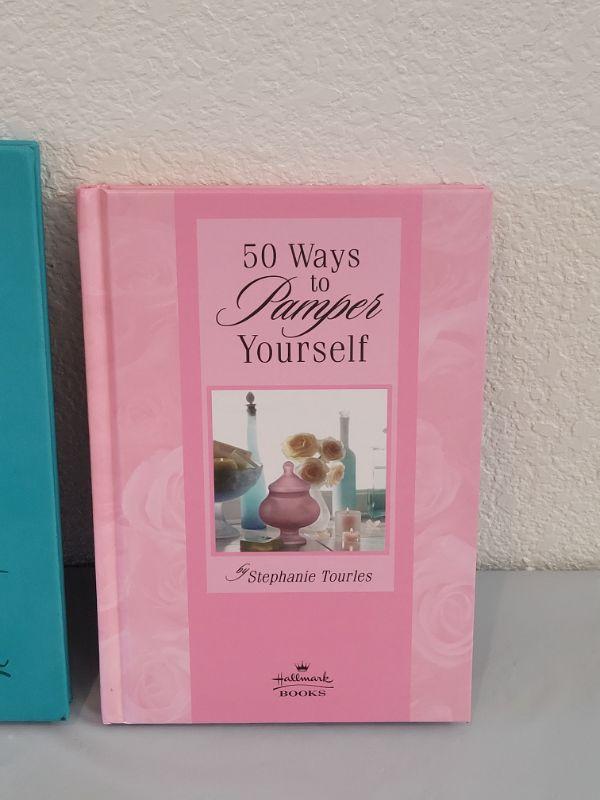 50 Ways
to
Pamper
Yourself
by Stephanie Tourles
Hallmark
BOOKS